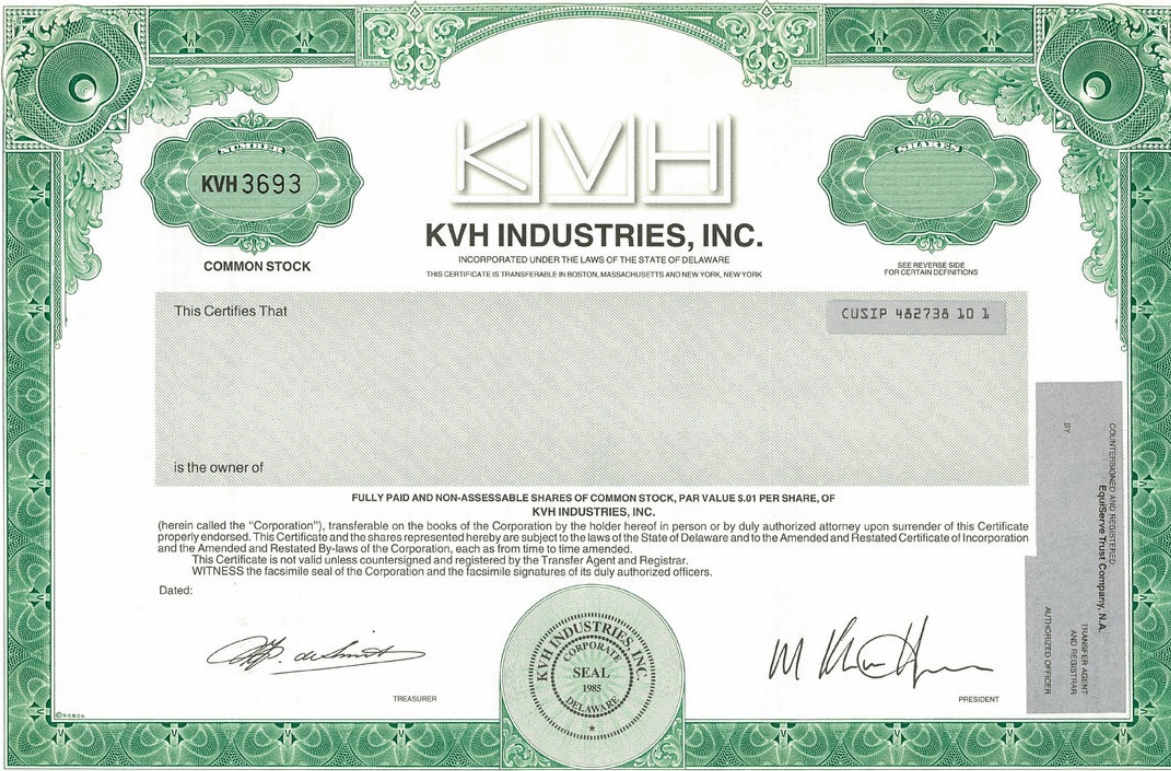 NUMBER
KVH 3693
COMMON STOCK
KVH
KVH INDUSTRIES, INC.
INCORPORATED UNDER THE LAWS OF THE STATE OF DELAWARE
THIS CERTIFICATE IS TRANSFERABLE IN BOSTON, MASSACHUSETTS AND NEW YORK, NEW YORK
SHARES
SEE REVERSE SIDE
FOR CERTAIN DEFINITIONS
This Certifies That
CUSIP 482738 10 1
is the owner of
FULLY PAID AND NON-ASSESSABLE SHARES OF COMMON STOCK, PAR VALUE $.01 PER SHARE, OF
KVH INDUSTRIES, INC.
(herein called the “Corporation”), transferable on the books of the Corporation by the holder hereof in person or by duly authorized attorney upon surrender of this Certificate
properly endorsed. This Certificate and the shares represented hereby are subject to the laws of the State of Delaware and to the Amended and Restated Certificate of Incorporation
and the Amended and Restated By-laws of the Corporation, each as from time to time amended.
This Certificate is not valid unless countersigned and registered by the Transfer Agent and Registrar.
WITNESS the facsimile seal of the Corporation and the facsimile signatures of its duly authorized officers.
Dated:
TREASURER
KVH INDUSTRIES, INC.
CORPORATE
SEAL
1985
DELAWARE
PRESIDENT
COUNTERSIGNED AND REGISTERED:
EquiServe Trust Company, N.A.
TRANSFER AGENT
AND REGISTRAR
BY
AUTHORIZED OFFICER